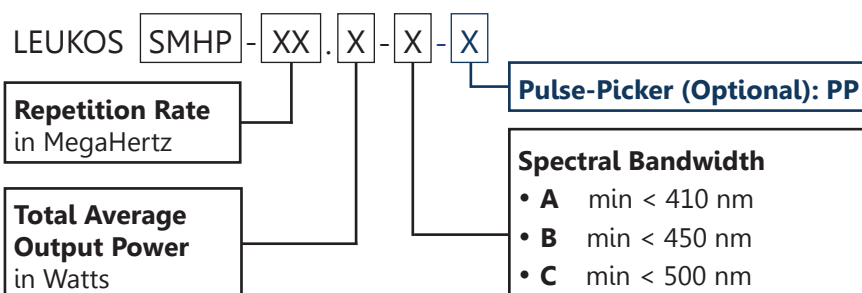 LEUKOS SMHP - XX . X - X - X
Pulse-Picker (Optional): PP
Repetition Rate
in MegaHertz
Spectral Bandwidth
• A min < 410 nm
• B min < 450 nm
• C min < 500 nm
Total Average
Output Power
in Watts